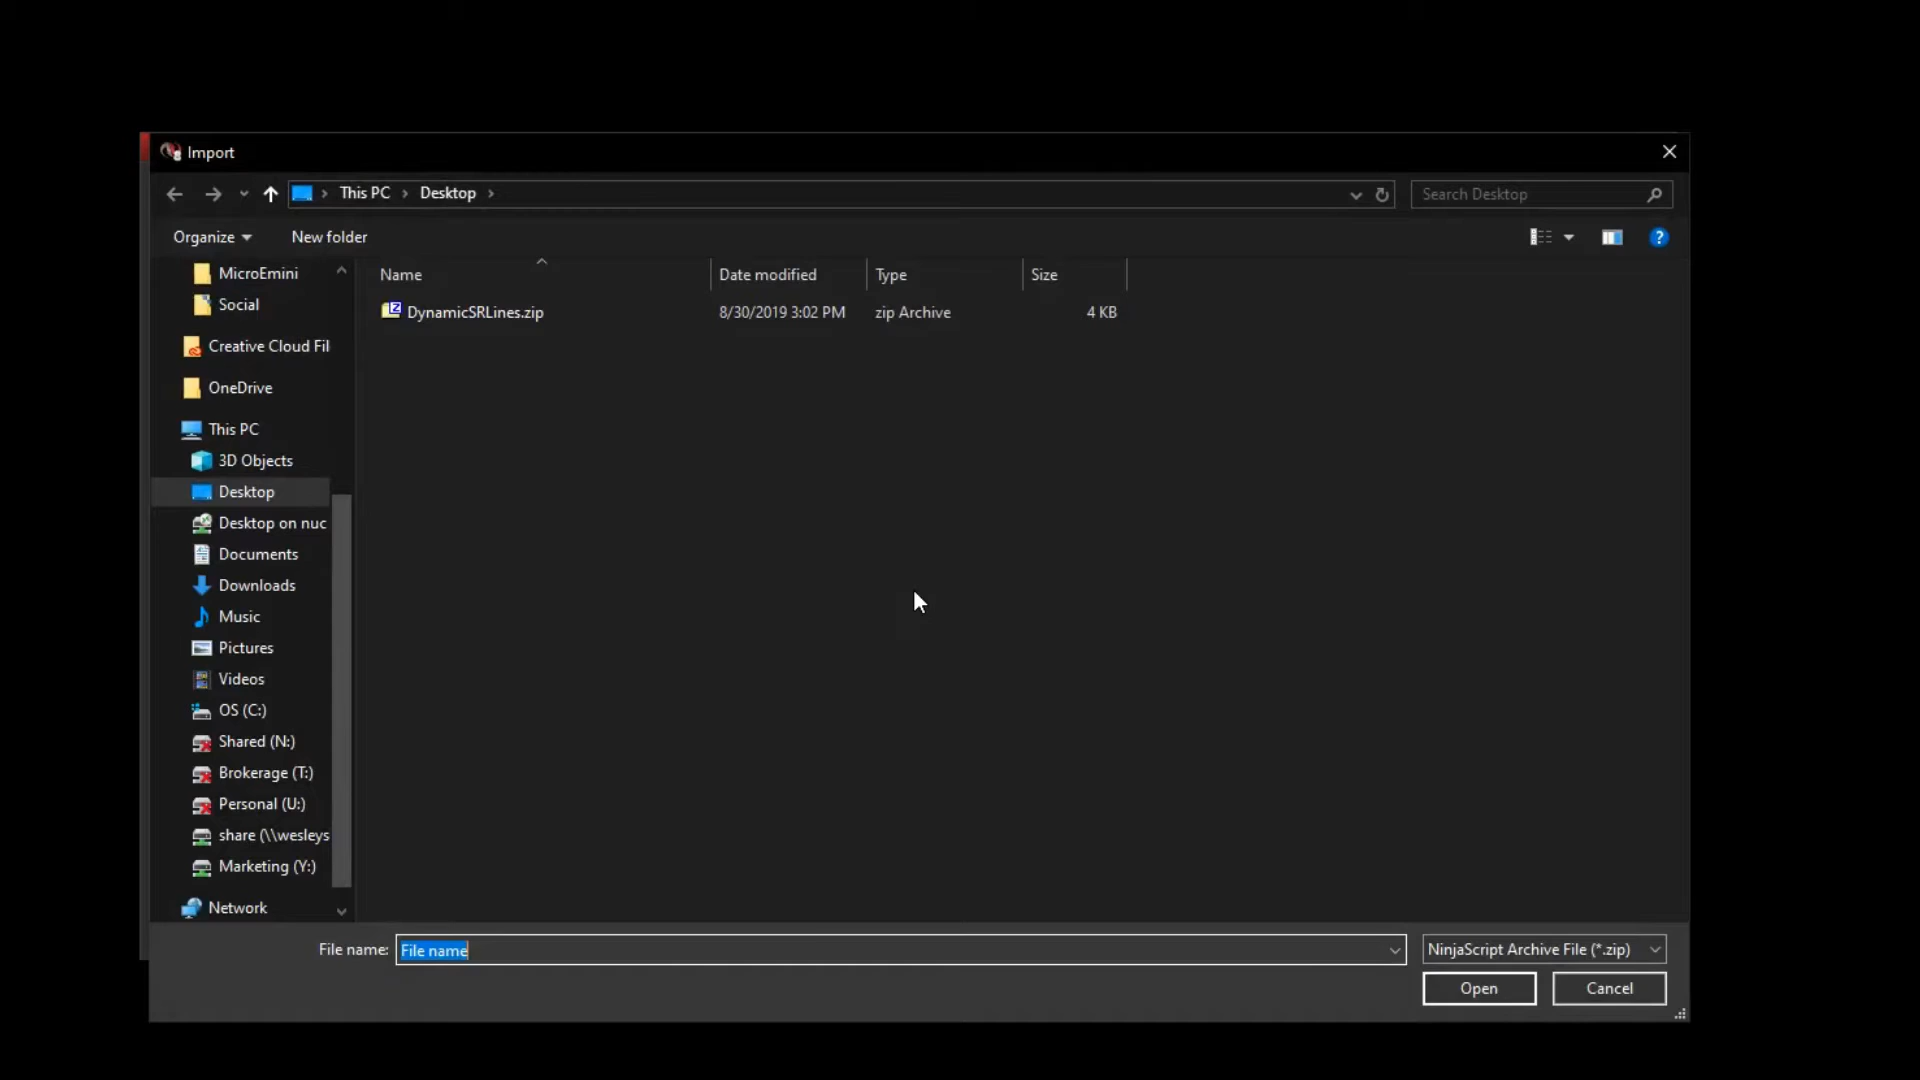 Import
This PC Desktop
Search Desktop
Organize New folder
MicroEmini
Social
Creative Cloud Fil
OneDrive
This PC
3D Objects
Desktop
Desktop on nuc
Documents
Downloads
Music
Pictures
Videos
OS (C:)
Shared (N:)
Brokerage (T:)
Personal (U:)
share (\\wesleys
Marketing (Y:)
Network
Name Date modified Type Size
DynamicSRLines.zip 8/30/2019 3:02 PM zip Archive 4 KB
File name: File name NinjaScript Archive File (*.zip)
Open Cancel